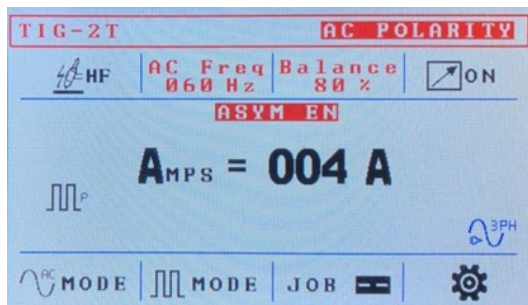 TIG-2T AC POLARITY
HF AC Freq Balance ON
060 Hz 80 %
ASYM EN
AMPS = 004 A
P
3PH
AC MODE MODE JOB --